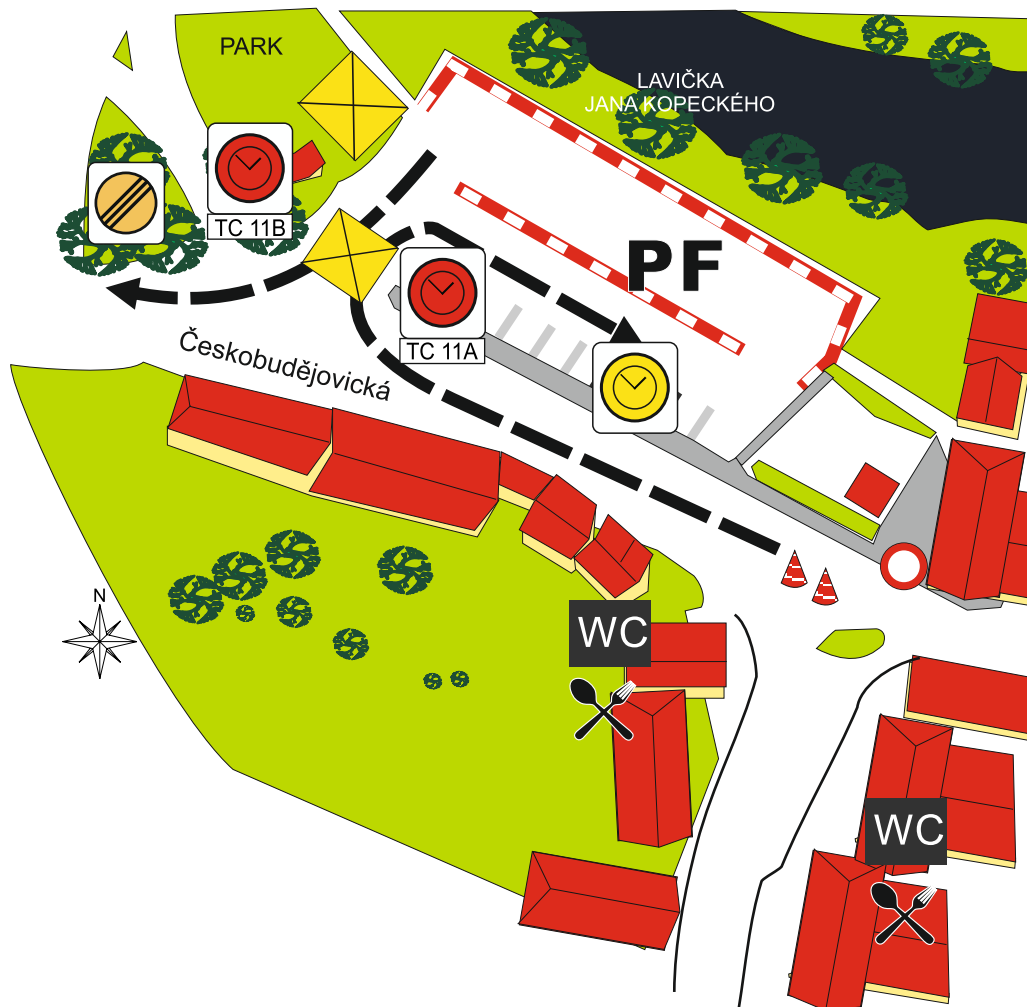 PARK
LAVIČKA
JANA KOPECKÉHO
TC 11B
PF
TC 11A
Českobudějovická
N
WC
WC